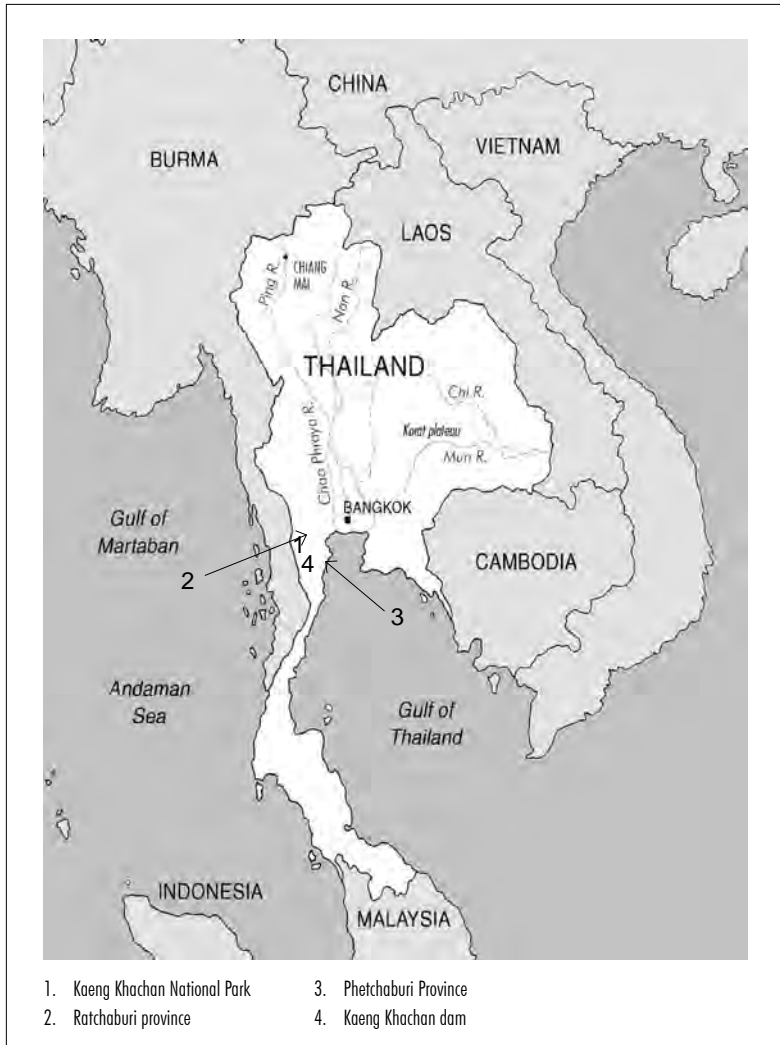 CHINA
BURMA
VIETNAM
LAOS
Ping R.
CHIANG
MAI
Nan R.
THAILAND
Chi R.
Korat plateau
Mun R.
Chao Phraya R.
BANGKOK
Gulf of
Martaban
CAMBODIA
1
4
2
3
Andaman
Sea
Gulf of
Thailand
INDONESIA
MALAYSIA
1. Kaeng Khachan National Park
2. Ratchaburi province
3. Phetchaburi Province
4. Kaeng Khachan dam